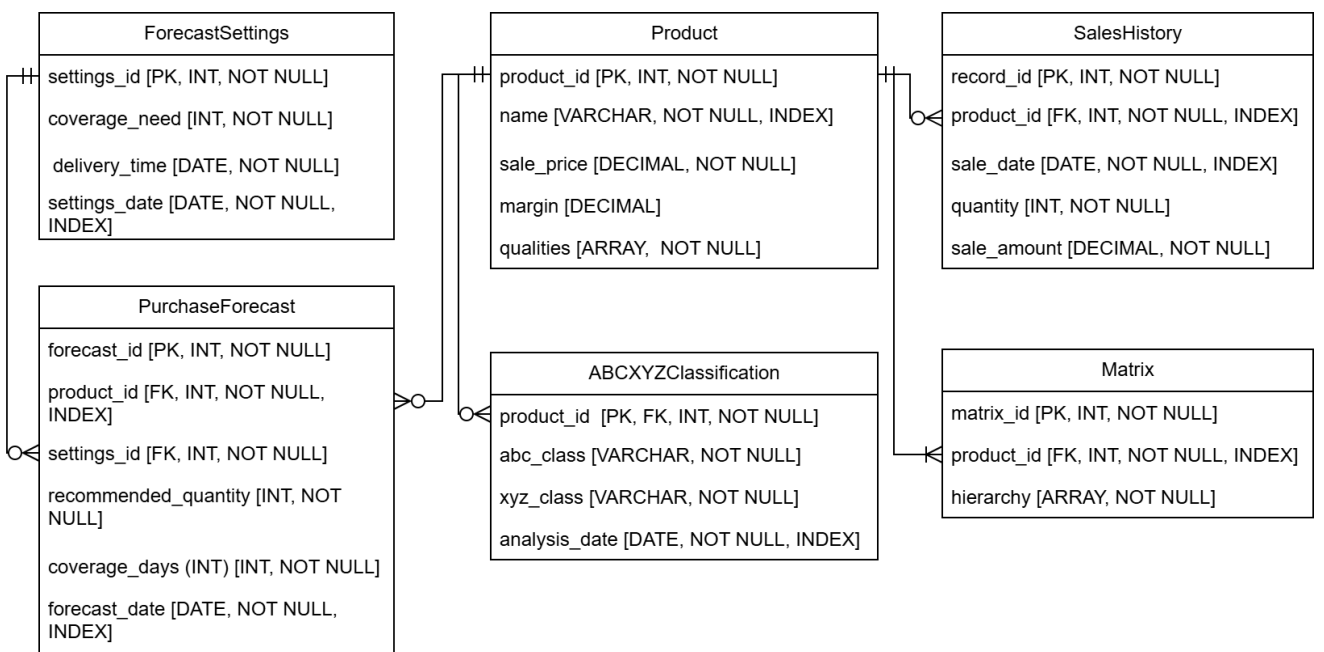 ForecastSettings
settings_id [PK, INT, NOT NULL]
coverage_need [INT, NOT NULL]
delivery_time [DATE, NOT NULL]
settings_date [DATE, NOT NULL,
INDEX]
Product
product_id [PK, INT, NOT NULL]
name [VARCHAR, NOT NULL, INDEX]
sale_price [DECIMAL, NOT NULL]
margin [DECIMAL]
qualities [ARRAY,  NOT NULL]
SalesHistory
record_id [PK, INT, NOT NULL]
product_id [FK, INT, NOT NULL, INDEX]
sale_date [DATE, NOT NULL, INDEX]
quantity [INT, NOT NULL]
sale_amount [DECIMAL, NOT NULL]
PurchaseForecast
forecast_id [PK, INT, NOT NULL]
product_id [FK, INT, NOT NULL,
INDEX]
settings_id [FK, INT, NOT NULL]
recommended_quantity [INT, NOT
NULL]
coverage_days (INT) [INT, NOT NULL]
forecast_date [DATE, NOT NULL,
INDEX]
ABCXYZClassification
product_id  [PK, FK, INT, NOT NULL]
abc_class [VARCHAR, NOT NULL]
xyz_class [VARCHAR, NOT NULL]
analysis_date [DATE, NOT NULL, INDEX]
Matrix
matrix_id [PK, INT, NOT NULL]
product_id [FK, INT, NOT NULL, INDEX]
hierarchy [ARRAY, NOT NULL]